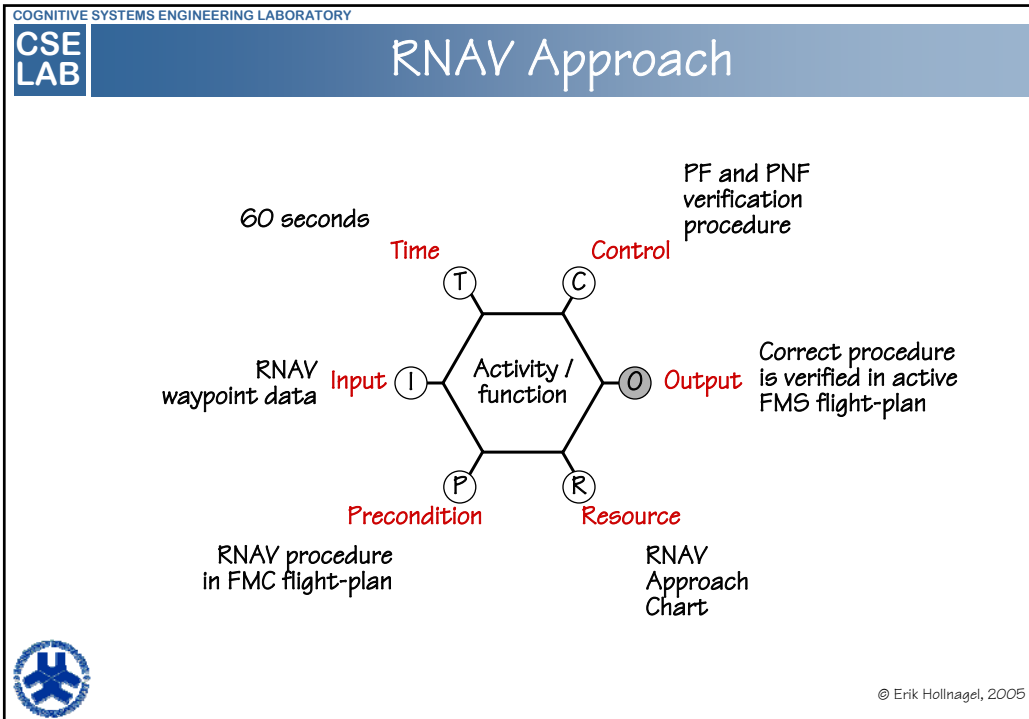 COGNITIVE SYSTEMS ENGINEERING LABORATORY
CSE
LAB
RNAV Approach
60 seconds
Time
T
PF and PNF
verification
procedure
Control
C
RNAV
waypoint data
Input
I
Activity /
function
O
Output
Correct procedure
is verified in active
FMS flight-plan
P
Precondition
RNAV procedure
in FMC flight-plan
R
Resource
RNAV
Approach
Chart
© Erik Hollnagel, 2005